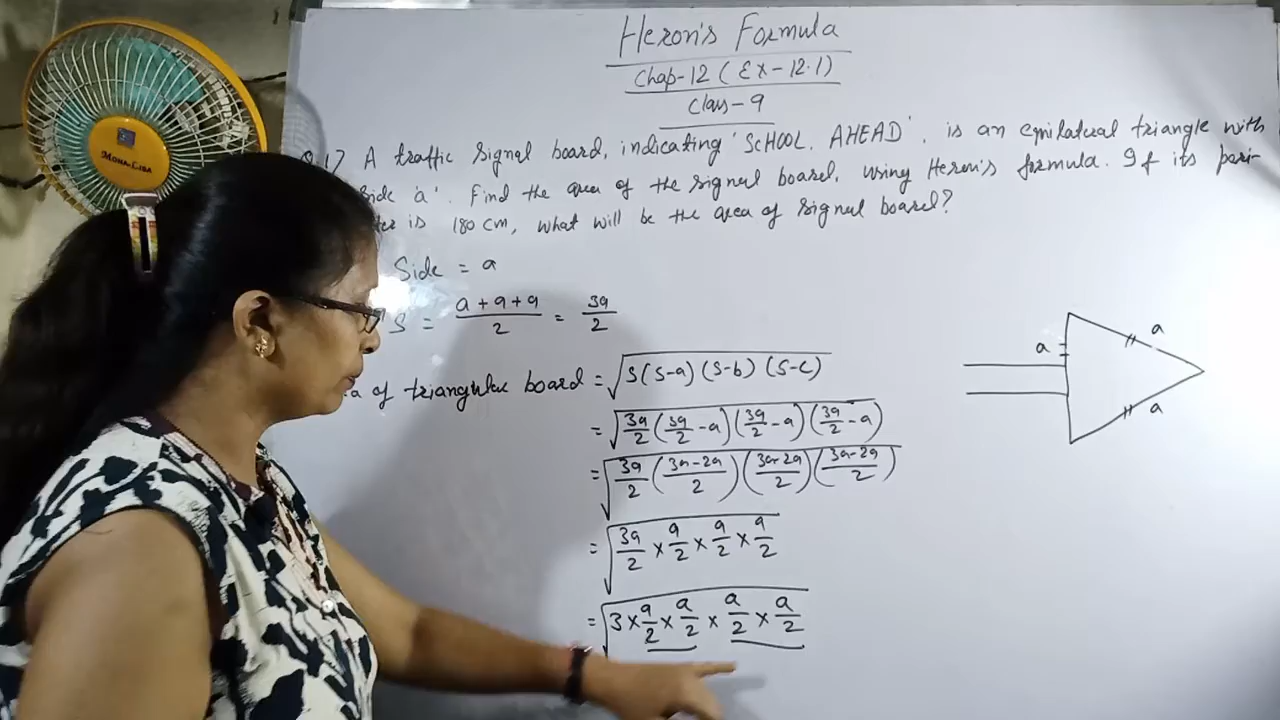 Heron's Formula
Chap-12 (Ex-12.1)
Class-9
A traffic signal board, indicating 'SCHOOL AHEAD', is an equilateral triangle with
side 'a'. Find the area of the signal board, using Heron's formula. If its peri-
is 180 cm, what will be the area of signal board?
MONA-LISA
Side = a
S = (a+a+a)/2 = 3a/2
of triangular board = √(S(S-a)(S-b)(S-c))
= √(3a/2 (3a/2 - a)(3a/2 - a)(3a/2 - a))
= √(3a/2 ((3a-2a)/2)((3a-2a)/2)((3a-2a)/2))
= √(3a/2 × a/2 × a/2 × a/2)
= √(3 × a/2 × a/2 × a/2 × a/2)
a
a
a